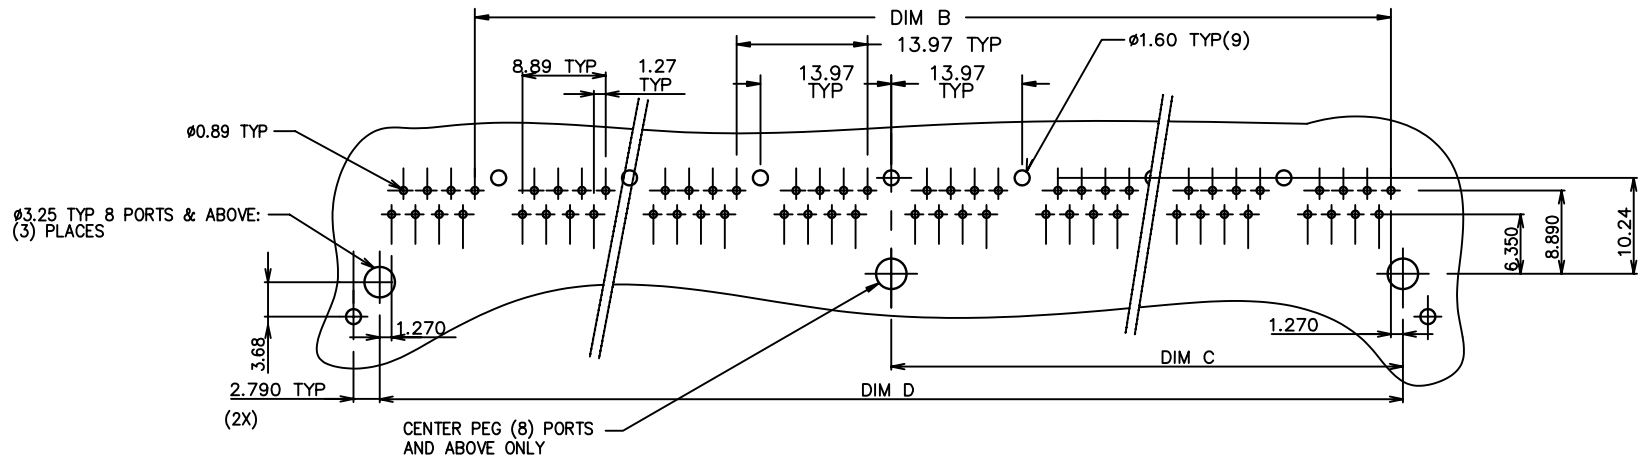 DIM B
13.97 TYP
ø1.60 TYP(9)
8.89 TYP
1.27
TYP
13.97
TYP
13.97
TYP
ø0.89 TYP
ø3.25 TYP 8 PORTS & ABOVE:
(3) PLACES
6.350
8.890
10.24
3.68
1.270
1.270
DIM C
2.790 TYP
(2X)
DIM D
CENTER PEG (8) PORTS
AND ABOVE ONLY